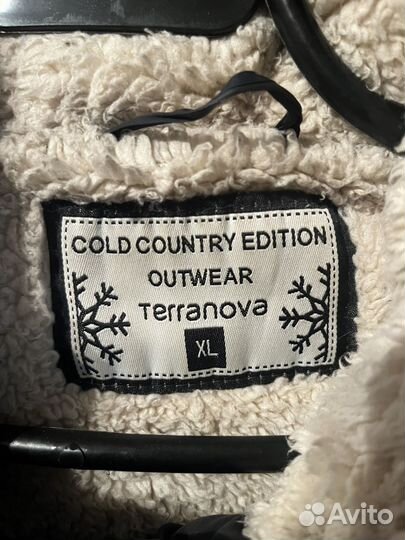 COLD COUNTRY EDITION
OUTWEAR
Terranova
XL
Avito